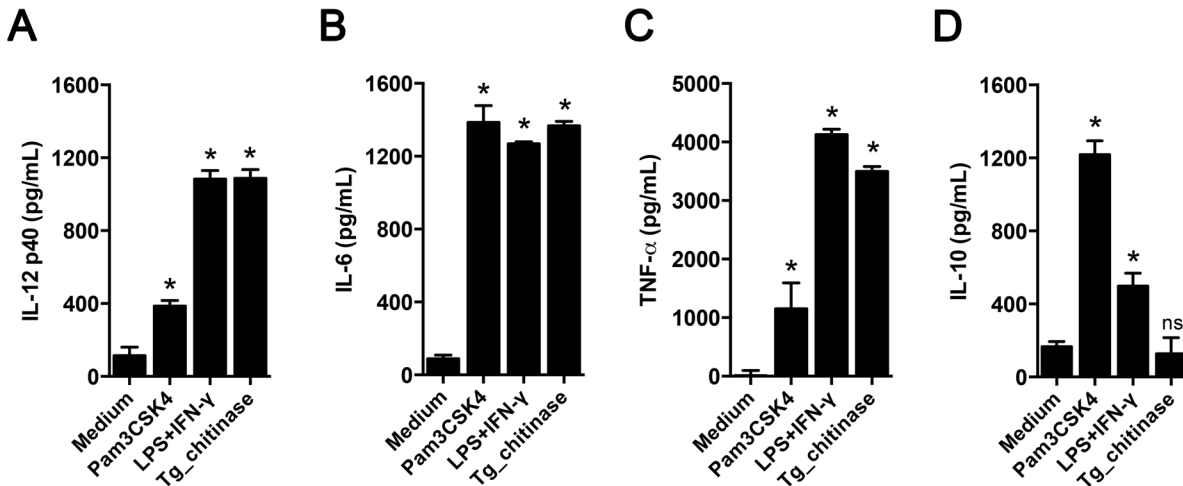 A
IL-12 p40 (pg/mL)
1600
1200
800
400
0
*
*
*
Medium
Pam3CSK4
LPS+IFN-γ
Tg_chitinase
B
IL-6 (pg/mL)
1600
1200
800
400
0
*
*
*
Medium
Pam3CSK4
LPS+IFN-γ
Tg_chitinase
C
TNF-α (pg/mL)
5000
4000
3000
2000
1000
0
*
*
*
Medium
Pam3CSK4
LPS+IFN-γ
Tg_chitinase
D
IL-10 (pg/mL)
1600
1200
800
400
0
*
*
ns
Medium
Pam3CSK4
LPS+IFN-γ
Tg_chitinase